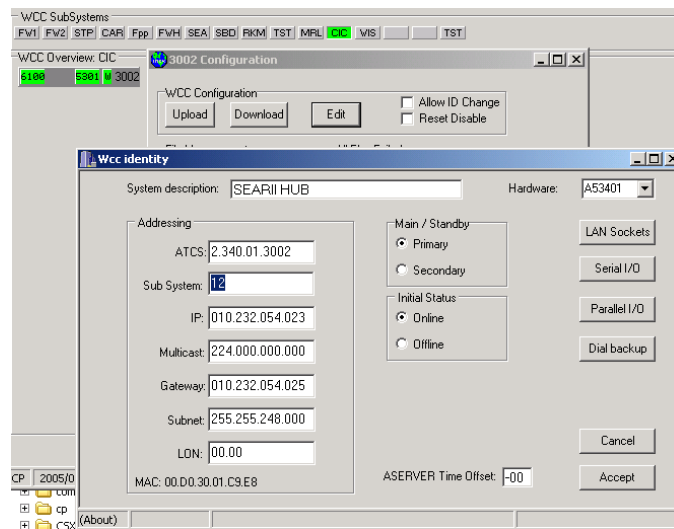 WCC SubSystems
FW1 FW2 STP CAR Fpp FWH SEA SBD RKM TST MRL CIC WIS TST
WCC Overview: CIC
6100 5301 W 3002
3002 Configuration
WCC Configuration
Upload Download Edit
Allow ID Change
Reset Disable
Wcc identity
System description: SEARII HUB Hardware: A53401
Addressing
ATCS: 2.340.01.3002
Sub System: 12
IP: 010.232.054.023
Multicast: 224.000.000.000
Gateway: 010.232.054.025
Subnet: 255.255.248.000
LON: 00.00
MAC: 00.D0.30.01.C9.E8
Main / Standby
Primary
Secondary
Initial Status
Online
Offline
LAN Sockets
Serial I/O
Parallel I/O
Dial backup
Cancel
ASERVER Time Offset: -00 Accept
CP 2005/0
com
cp
CSX
(About)